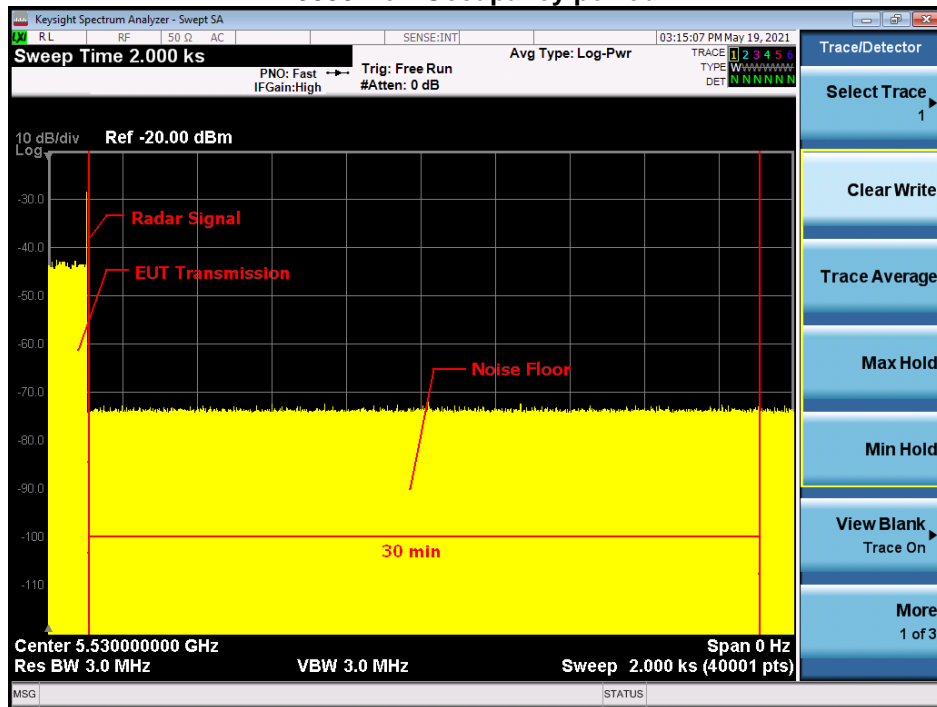 Keysight Spectrum Analyzer - Swept SA
LXI RL RF 50 Ω AC SENSE:INT 03:15:07 PM May 19, 2021
Sweep Time 2.000 ks
PNO: Fast
IFGain:High
Trig: Free Run
#Atten: 0 dB
Avg Type: Log-Pwr
TRACE 1 2 3 4 5 6
TYPE WWWWWW
DET N N N N N N
10 dB/div Ref -20.00 dBm
Log
-30.0
-40.0
-50.0
-60.0
-70.0
-80.0
-90.0
-100
-110
Radar Signal
EUT Transmission
Noise Floor
30 min
Center 5.530000000 GHz Span 0 Hz
Res BW 3.0 MHz VBW 3.0 MHz Sweep 2.000 ks (40001 pts)
MSG STATUS
Trace/Detector
Select Trace
1
Clear Write
Trace Average
Max Hold
Min Hold
View Blank
Trace On
More
1 of 3